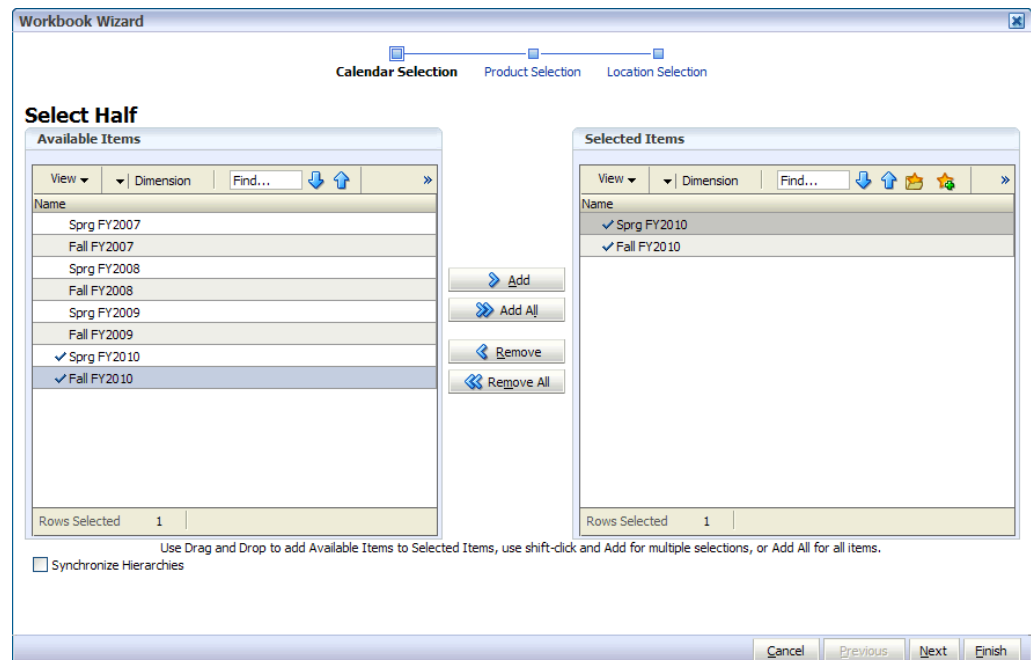 Workbook Wizard
Calendar Selection Product Selection Location Selection
Select Half
Available Items
View Dimension Find... »
Name
Sprg FY2007
Fall FY2007
Sprg FY2008
Fall FY2008
Sprg FY2009
Fall FY2009
Sprg FY2010
Fall FY2010
Rows Selected 1
Add
Add All
Remove
Remove All
Selected Items
View Dimension Find... »
Name
Sprg FY2010
Fall FY2010
Rows Selected 1
Use Drag and Drop to add Available Items to Selected Items, use shift-click and Add for multiple selections, or Add All for all items.
Synchronize Hierarchies
Cancel Previous Next Finish